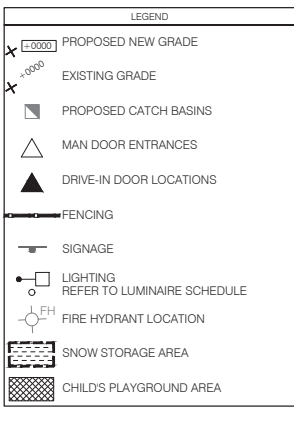 LEGEND
+0000 PROPOSED NEW GRADE
+0000 EXISTING GRADE
PROPOSED CATCH BASINS
MAN DOOR ENTRANCES
DRIVE-IN DOOR LOCATIONS
FENCING
SIGNAGE
LIGHTING
REFER TO LUMINAIRE SCHEDULE
FH FIRE HYDRANT LOCATION
SNOW STORAGE AREA
CHILD'S PLAYGROUND AREA